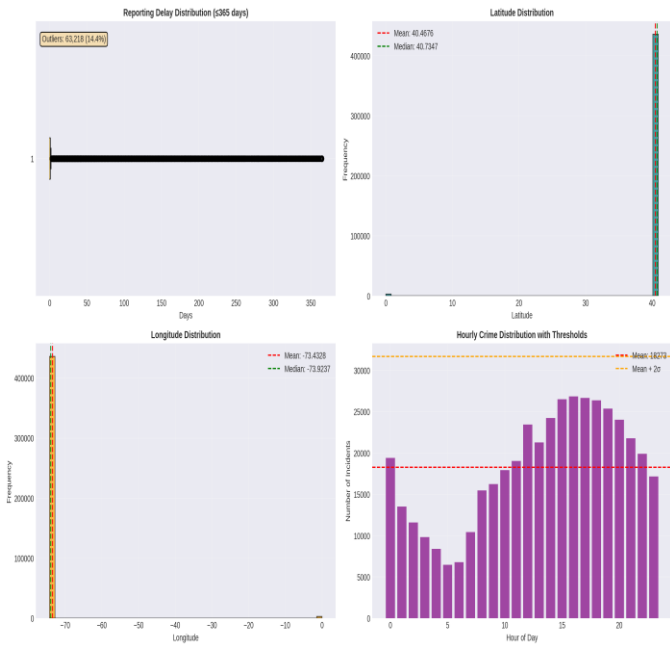 Reporting Delay Distribution (≤365 days)
Outliers: 63,218 (14.4%)
1
0 50 100 150 200 250 300 350
Days
Latitude Distribution
Mean: 40.4676
Median: 40.7347
400000
300000
200000
100000
0
Frequency
0 10 20 30 40
Latitude
Longitude Distribution
Mean: -73.4328
Median: -73.9237
400000
300000
200000
100000
0
Frequency
−70 −60 −50 −40 −30 −20 −10 0
Longitude
Hourly Crime Distribution with Thresholds
Mean: 18273
Mean + 2σ
30000
25000
20000
15000
10000
5000
0
Number of Incidents
0 5 10 15 20
Hour of Day